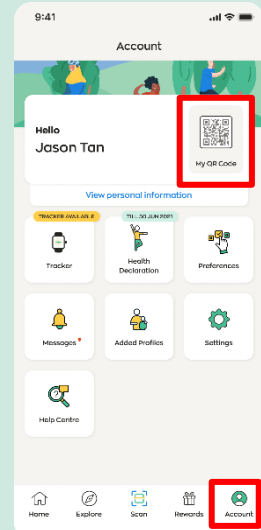 9:41
Account
Hello
Jason Tan
My QR Code
View personal information
TRACKER AVAILABLE
TILL 30 JUN 2021
Tracker
Health
Declaration
Preferences
Messages
Added Profiles
Settings
Help Centre
Home
Explore
Scan
Rewards
Account